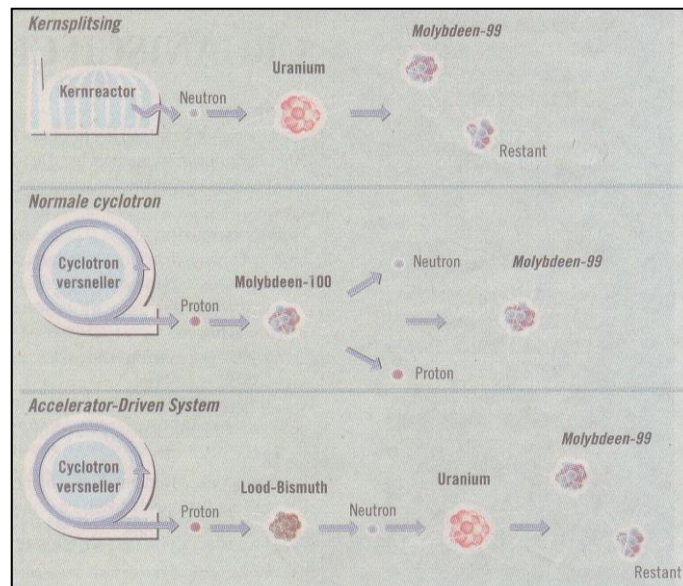 Kernsplitsing
Molybdeen-99
Uranium
Kernreactor
Neutron
Restant
Normale cyclotron
Cyclotron
versneller
Molybdeen-100
Neutron
Molybdeen-99
Proton
Proton
Accelerator-Driven System
Molybdeen-99
Cyclotron
versneller
Uranium
Lood-Bismuth
Neutron
Proton
Restant